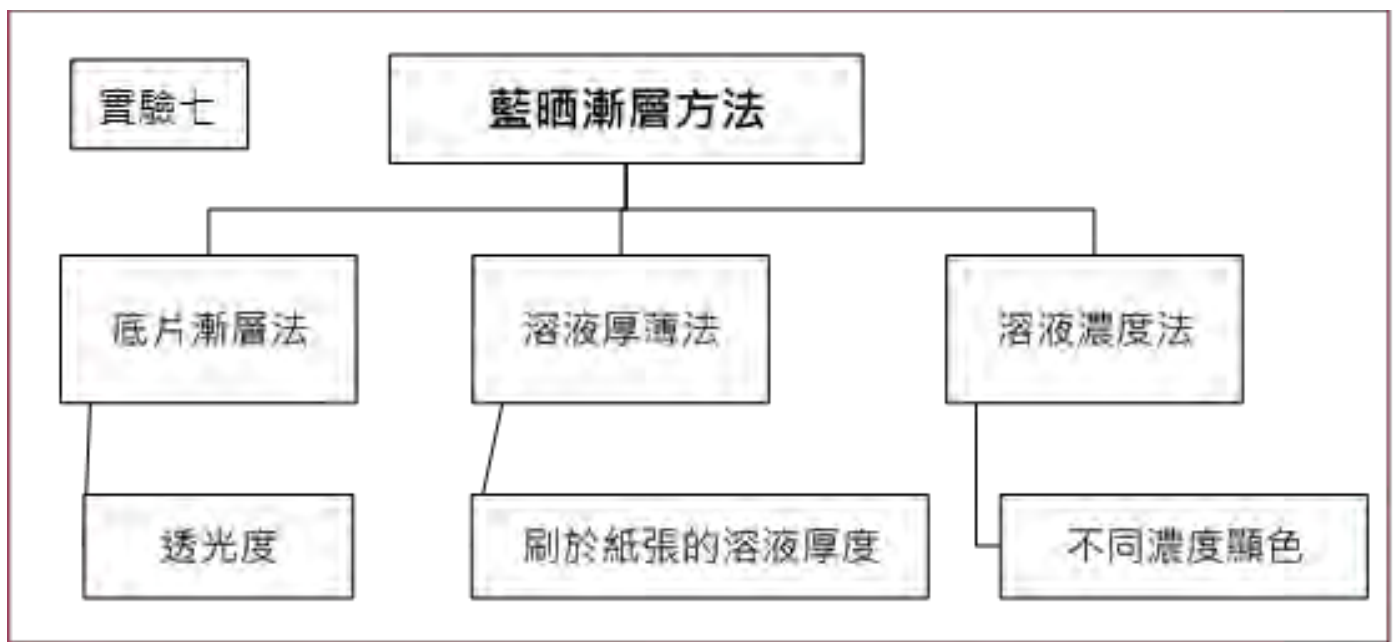 實驗七
藍晒漸層方法
底片漸層法
溶液厚薄法
溶液濃度法
透光度
刷於紙張的溶液厚度
不同濃度顯色